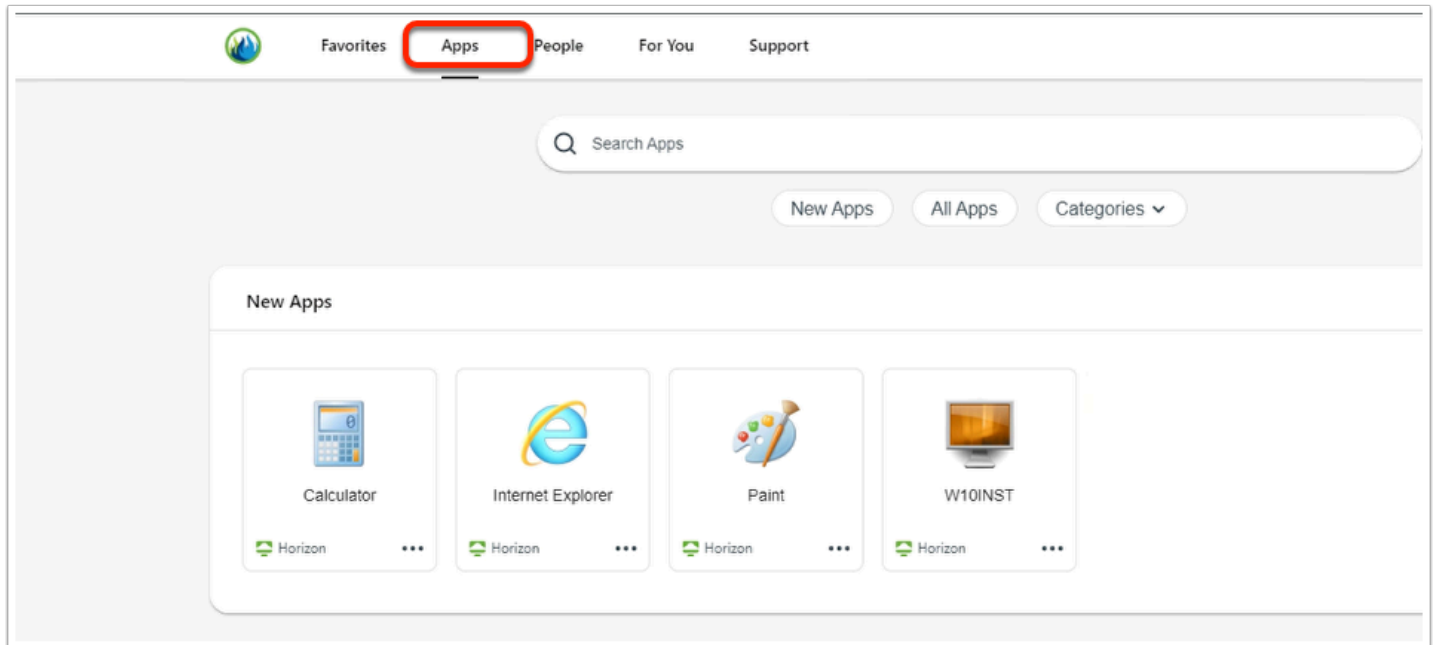 Favorites Apps People For You Support
Search Apps
New Apps All Apps Categories
New Apps
Calculator Internet Explorer Paint W10INST
Horizon Horizon Horizon Horizon